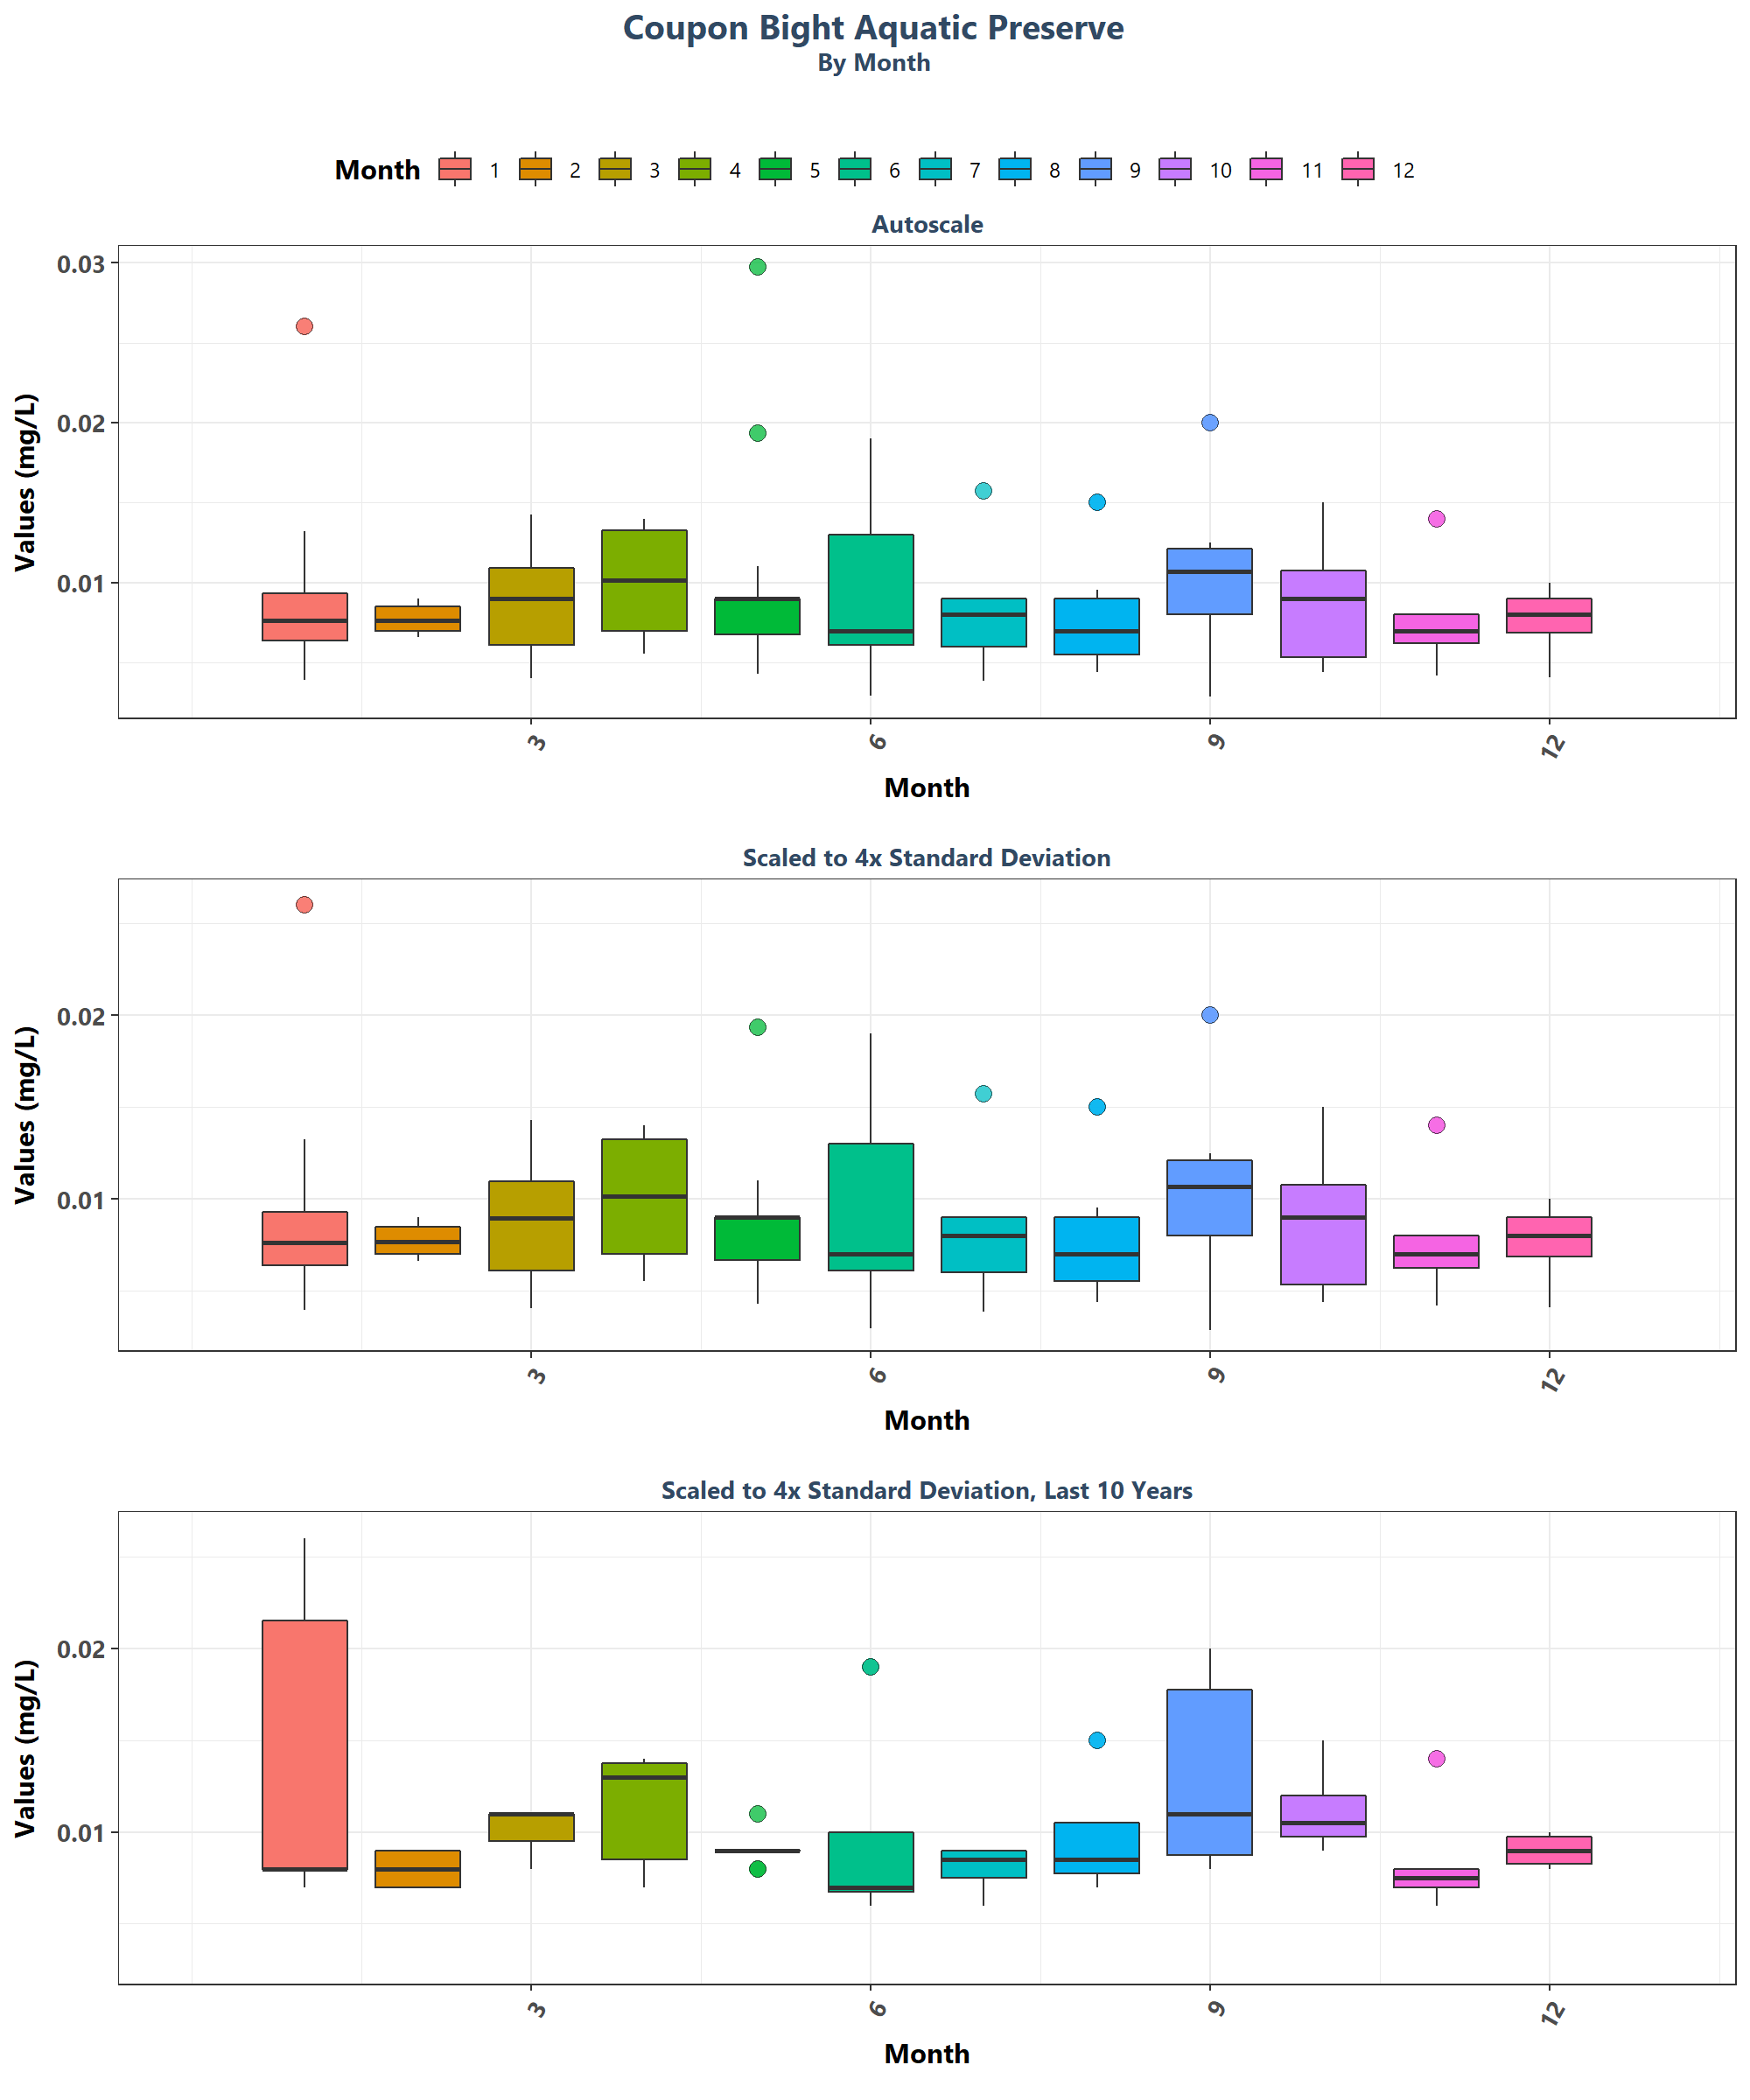 Coupon Bight Aquatic Preserve
By Month
Month 1 2 3 4 5 6 7 8 9 10 11 12
Autoscale
Values (mg/L)
0.03
0.02
0.01
3 6 9 12
Month
Scaled to 4x Standard Deviation
Values (mg/L)
0.02
0.01
3 6 9 12
Month
Scaled to 4x Standard Deviation, Last 10 Years
Values (mg/L)
0.02
0.01
3 6 9 12
Month